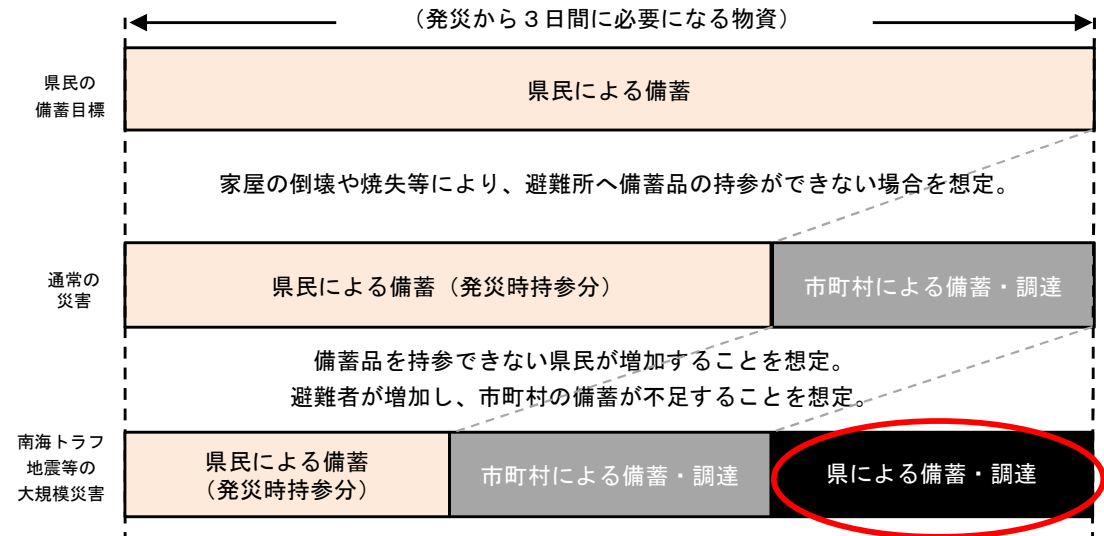 （発災から３日間に必要になる物資）
県民の
備蓄目標
県民による備蓄
家屋の倒壊や焼失等により、避難所へ備蓄品の持参ができない場合を想定。
通常の
災害
県民による備蓄（発災時持参分）
市町村による備蓄・調達
備蓄品を持参できない県民が増加することを想定。
避難者が増加し、市町村の備蓄が不足することを想定。
南海トラフ
地震等の
大規模災害
県民による備蓄
（発災時持参分）
市町村による備蓄・調達
県による備蓄・調達